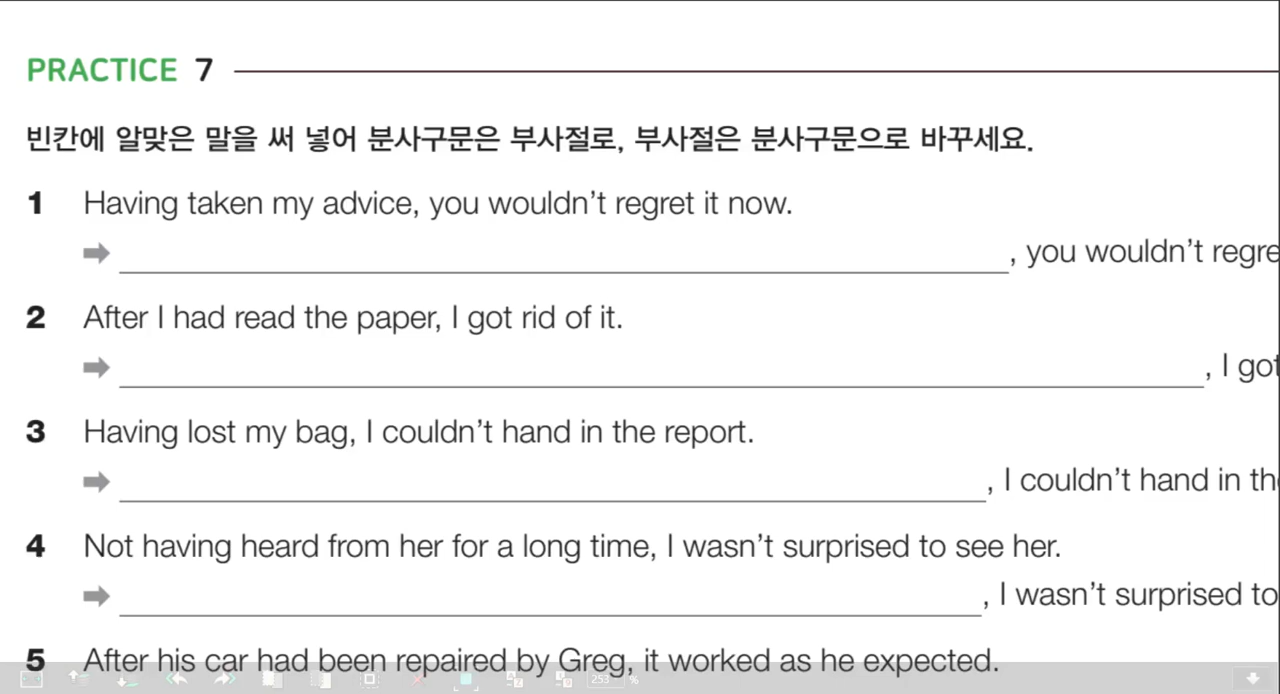 PRACTICE 7
빈칸에 알맞은 말을 써 넣어 분사구문은 부사절로, 부사절은 분사구문으로 바꾸세요.
1 Having taken my advice, you wouldn't regret it now.
➡ , you wouldn't regre
2 After I had read the paper, I got rid of it.
➡ , I got
3 Having lost my bag, I couldn't hand in the report.
➡ , I couldn't hand in th
4 Not having heard from her for a long time, I wasn't surprised to see her.
➡ , I wasn't surprised to
5 After his car had been repaired by Greg, it worked as he expected.
253 %